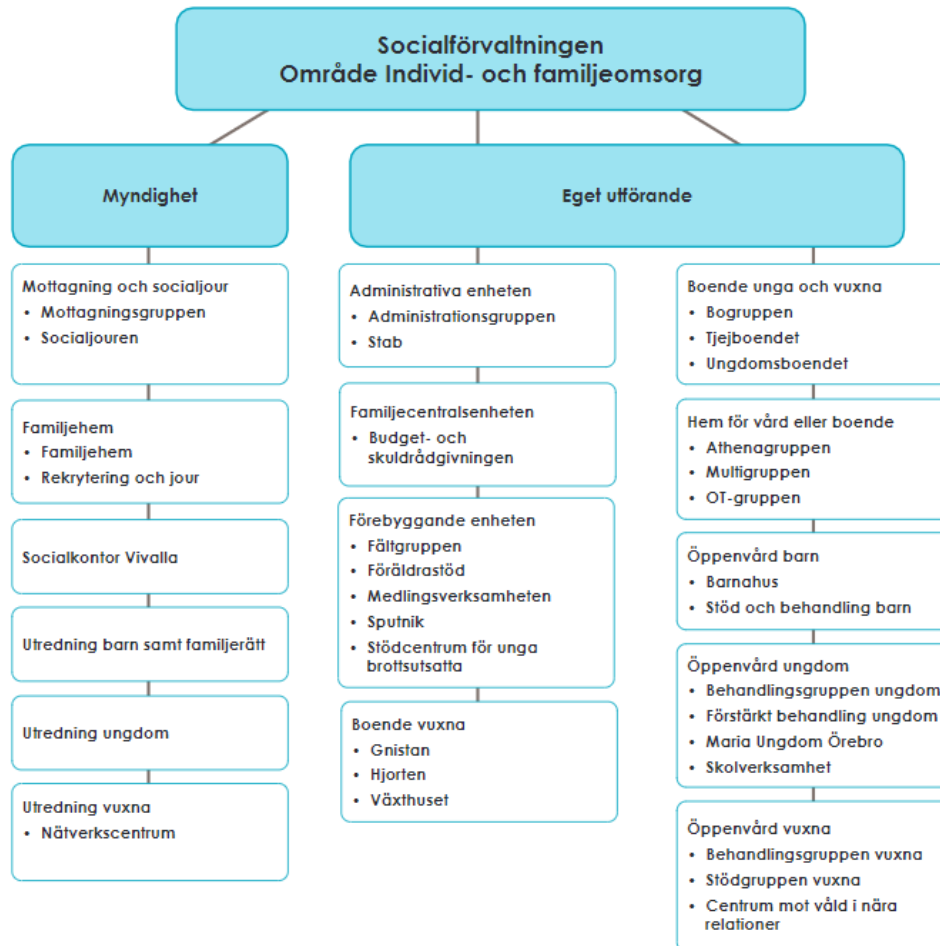 Socialförvaltningen
Område Individ- och familjeomsorg
Myndighet
Eget utförande
Mottagning och socialjour
• Mottagningsgruppen
• Socialjouren
Familjehem
• Familjehem
• Rekrytering och jour
Socialkontor Vivalla
Utredning barn samt familjerätt
Utredning ungdom
Utredning vuxna
• Nätverkscentrum
Administrativa enheten
• Administrationsgruppen
• Stab
Familjecentralsenheten
• Budget- och
skuldrådgivningen
Förebyggande enheten
• Fältgruppen
• Föräldrastöd
• Medlingsverksamheten
• Sputnik
• Stödcentrum för unga
brottsutsatta
Boende vuxna
• Gnistan
• Hjorten
• Växthuset
Boende unga och vuxna
• Bogruppen
• Tjejboendet
• Ungdomsboendet
Hem för vård eller boende
• Athenagruppen
• Multigruppen
• OT-gruppen
Öppenvård barn
• Barnahus
• Stöd och behandling barn
Öppenvård ungdom
• Behandlingsgruppen ungdom
• Förstärkt behandling ungdom
• Maria Ungdom Örebro
• Skolverksamhet
Öppenvård vuxna
• Behandlingsgruppen vuxna
• Stödgruppen vuxna
• Centrum mot våld i nära
relationer